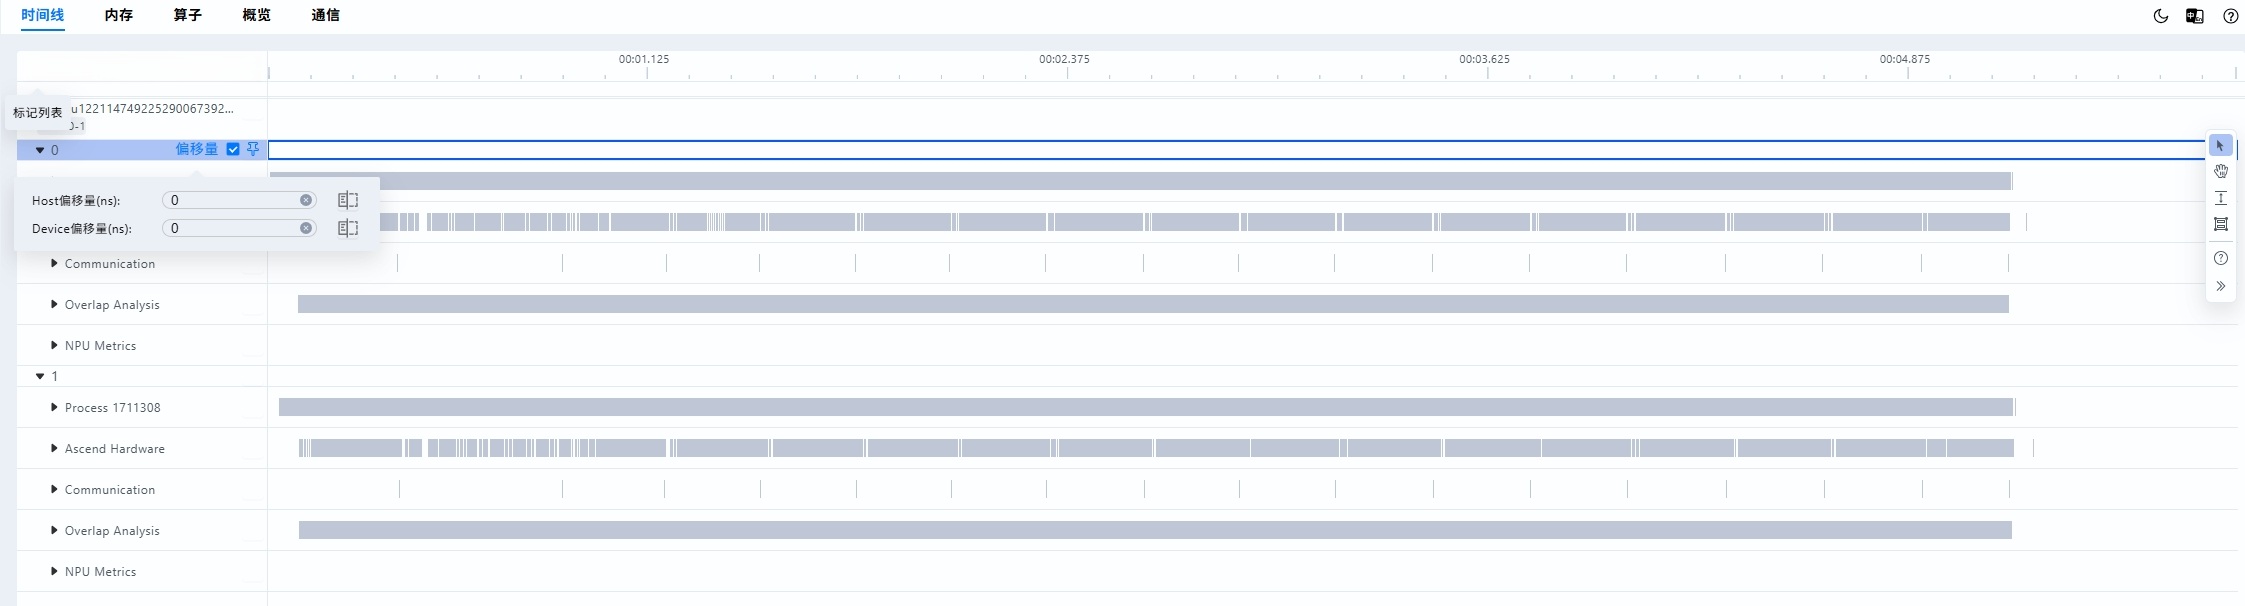 时间线 内存 算子 概览 通信
00:01.125 00:02.375 00:03.625 00:04.875
标记列表
u122114749225290067392...
0-1
0 偏移量
Host偏移量(ns): 0
Device偏移量(ns): 0
Communication
Overlap Analysis
NPU Metrics
1
Process 1711308
Ascend Hardware
Communication
Overlap Analysis
NPU Metrics